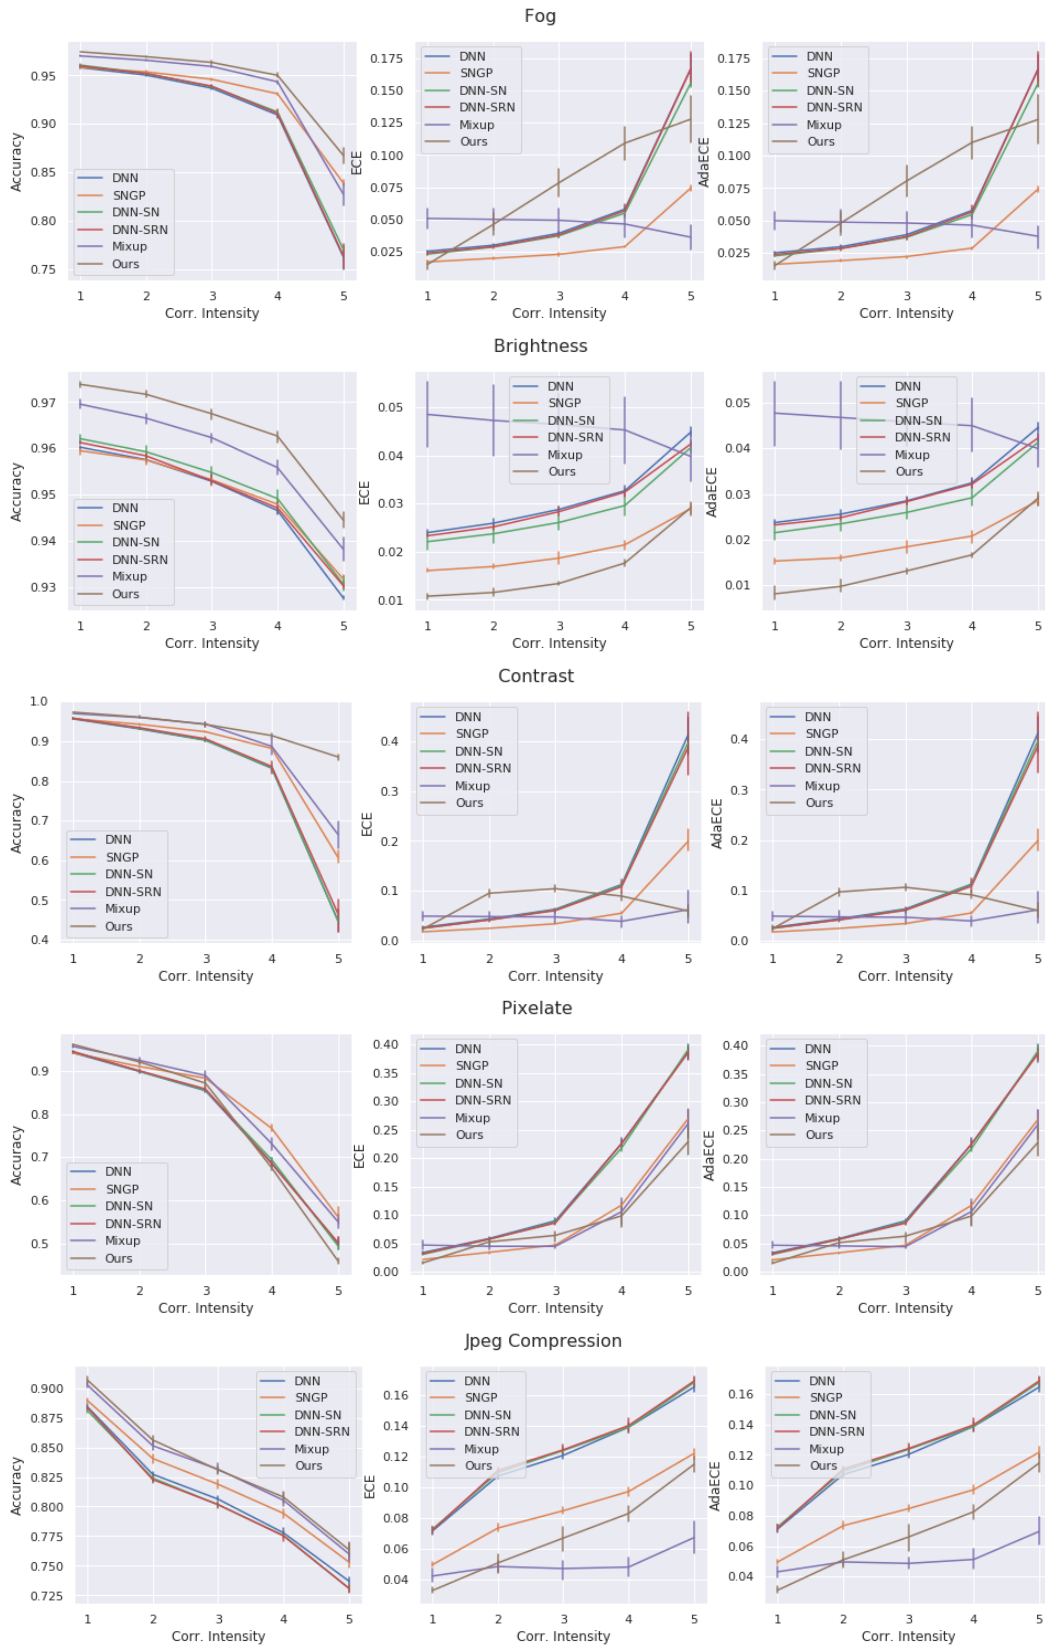 Fog
Accuracy
0.95
0.90
0.85
0.80
0.75
DNN
SNGP
DNN-SN
DNN-SRN
Mixup
Ours
1 2 3 4 5
Corr. Intensity
ECE
0.175
0.150
0.125
0.100
0.075
0.050
0.025
DNN
SNGP
DNN-SN
DNN-SRN
Mixup
Ours
1 2 3 4 5
Corr. Intensity
AdaECE
0.175
0.150
0.125
0.100
0.075
0.050
0.025
DNN
SNGP
DNN-SN
DNN-SRN
Mixup
Ours
1 2 3 4 5
Corr. Intensity
Brightness
Accuracy
0.97
0.96
0.95
0.94
0.93
DNN
SNGP
DNN-SN
DNN-SRN
Mixup
Ours
1 2 3 4 5
Corr. Intensity
ECE
0.05
0.04
0.03
0.02
0.01
DNN
SNGP
DNN-SN
DNN-SRN
Mixup
Ours
1 2 3 4 5
Corr. Intensity
AdaECE
0.05
0.04
0.03
0.02
0.01
DNN
SNGP
DNN-SN
DNN-SRN
Mixup
Ours
1 2 3 4 5
Corr. Intensity
Contrast
Accuracy
1.0
0.9
0.8
0.7
0.6
0.5
0.4
DNN
SNGP
DNN-SN
DNN-SRN
Mixup
Ours
1 2 3 4 5
Corr. Intensity
ECE
0.4
0.3
0.2
0.1
0.0
DNN
SNGP
DNN-SN
DNN-SRN
Mixup
Ours
1 2 3 4 5
Corr. Intensity
AdaECE
0.4
0.3
0.2
0.1
0.0
DNN
SNGP
DNN-SN
DNN-SRN
Mixup
Ours
1 2 3 4 5
Corr. Intensity
Pixelate
Accuracy
0.9
0.8
0.7
0.6
0.5
DNN
SNGP
DNN-SN
DNN-SRN
Mixup
Ours
1 2 3 4 5
Corr. Intensity
ECE
0.40
0.35
0.30
0.25
0.20
0.15
0.10
0.05
0.00
DNN
SNGP
DNN-SN
DNN-SRN
Mixup
Ours
1 2 3 4 5
Corr. Intensity
AdaECE
0.40
0.35
0.30
0.25
0.20
0.15
0.10
0.05
0.00
DNN
SNGP
DNN-SN
DNN-SRN
Mixup
Ours
1 2 3 4 5
Corr. Intensity
Jpeg Compression
Accuracy
0.900
0.875
0.850
0.825
0.800
0.775
0.750
0.725
DNN
SNGP
DNN-SN
DNN-SRN
Mixup
Ours
1 2 3 4 5
Corr. Intensity
ECE
0.16
0.14
0.12
0.10
0.08
0.06
0.04
DNN
SNGP
DNN-SN
DNN-SRN
Mixup
Ours
1 2 3 4 5
Corr. Intensity
AdaECE
0.16
0.14
0.12
0.10
0.08
0.06
0.04
DNN
SNGP
DNN-SN
DNN-SRN
Mixup
Ours
1 2 3 4 5
Corr. Intensity